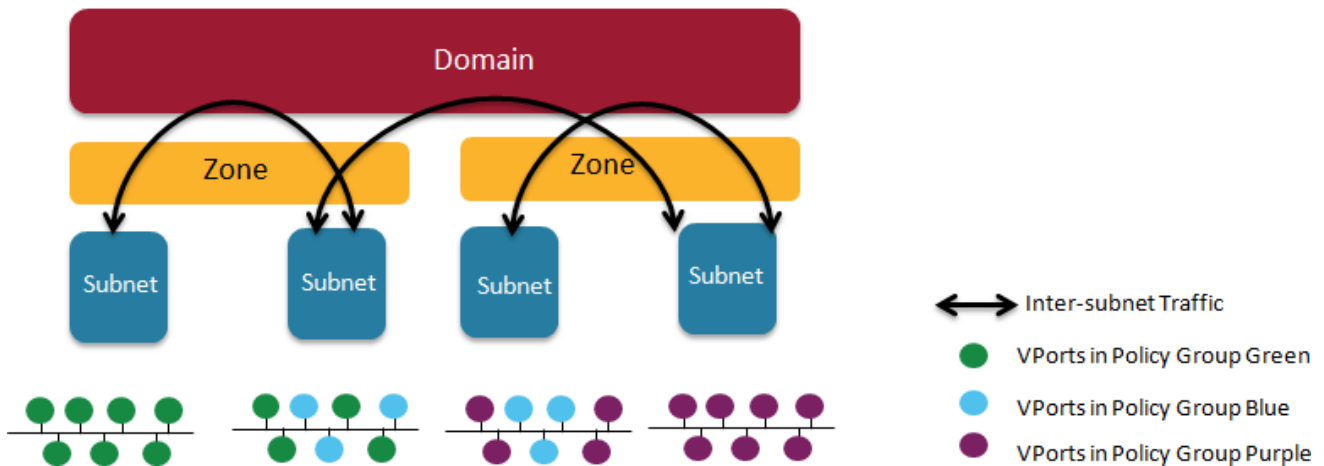 Domain
Zone
Zone
Subnet
Subnet
Subnet
Subnet
Inter-subnet Traffic
VPorts in Policy Group Green
VPorts in Policy Group Blue
VPorts in Policy Group Purple